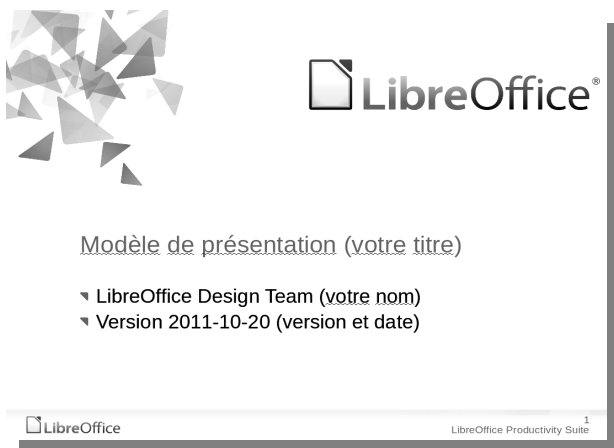 LibreOffice®
Modèle de présentation (votre titre)
LibreOffice Design Team (votre nom)
Version 2011-10-20 (version et date)
LibreOffice
1
LibreOffice Productivity Suite